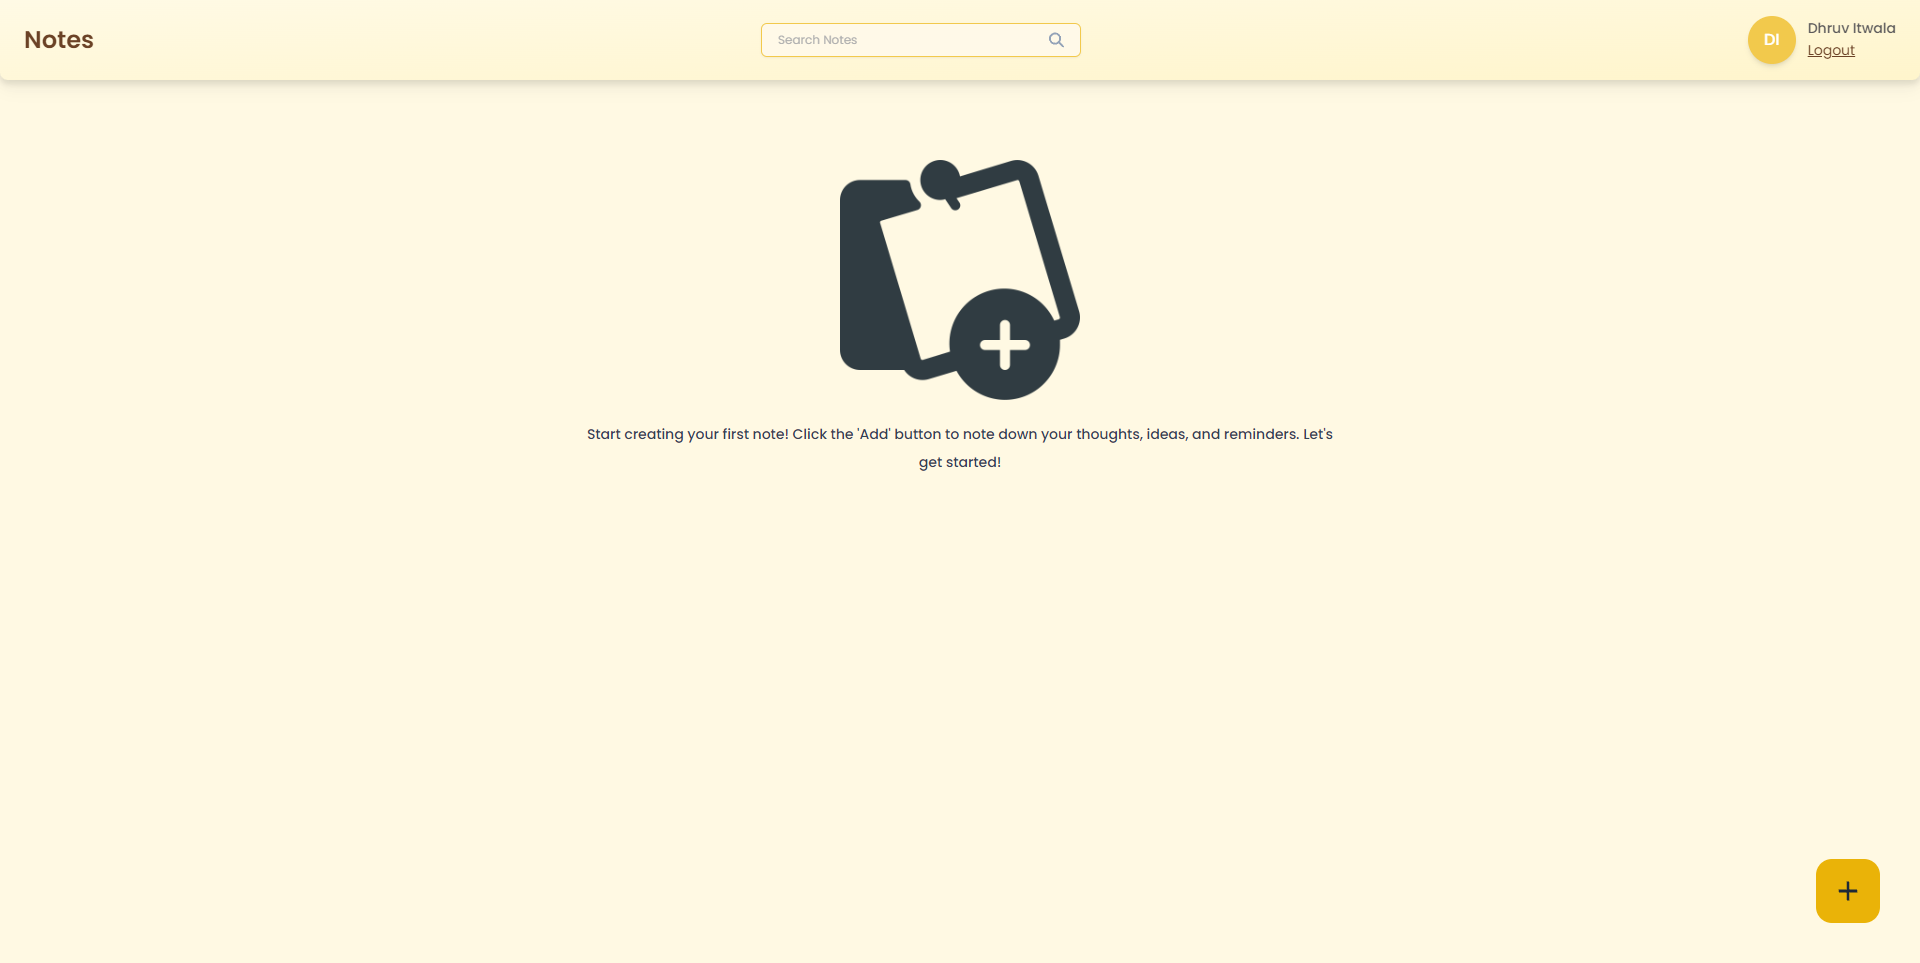 Notes
Search Notes
DI
Dhruv Itwala
Logout
Start creating your first note! Click the 'Add' button to note down your thoughts, ideas, and reminders. Let's
get started!